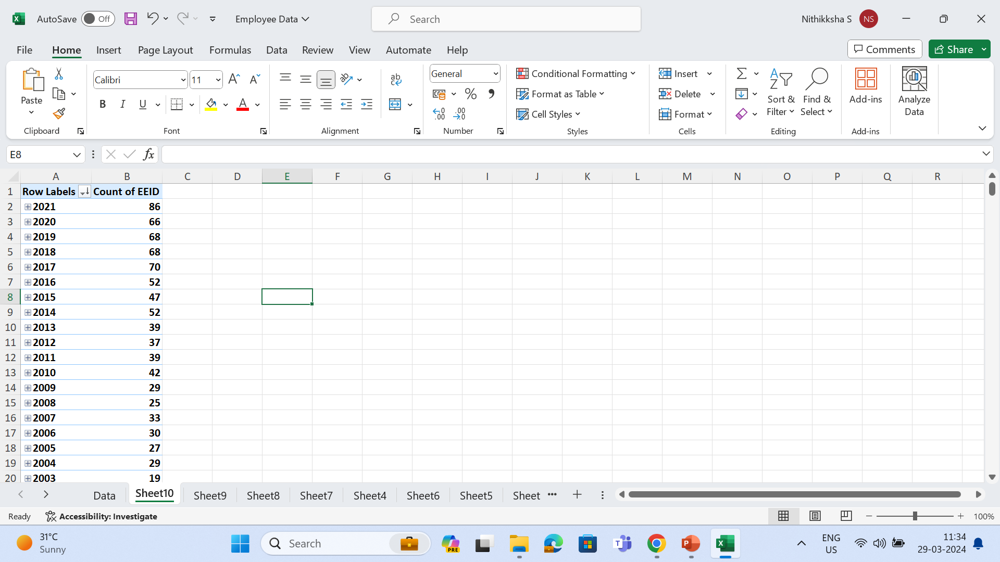 AutoSave Off Employee Data Search Nithikksha S NS
File Home Insert Page Layout Formulas Data Review View Automate Help Comments Share
Paste Calibri 11 General Conditional Formatting Insert Sort & Find & Add-ins Analyze
Format as Table Delete Filter Select Data
B I U Cell Styles Format
Clipboard Font Alignment Number Styles Cells Editing Add-ins
E8 fx
A B C D E F G H I J K L M N O P Q R
1 Row Labels Count of EEID
2 2021 86
3 2020 66
4 2019 68
5 2018 68
6 2017 70
7 2016 52
8 2015 47
9 2014 52
10 2013 39
11 2012 37
12 2011 39
13 2010 42
14 2009 29
15 2008 25
16 2007 33
17 2006 30
18 2005 27
19 2004 29
20 2003 19
Data Sheet10 Sheet9 Sheet8 Sheet7 Sheet4 Sheet6 Sheet5 Sheet ...
Ready Accessibility: Investigate 100%
31°C
Sunny
Search
PRE
ENG
US
11:34
29-03-2024